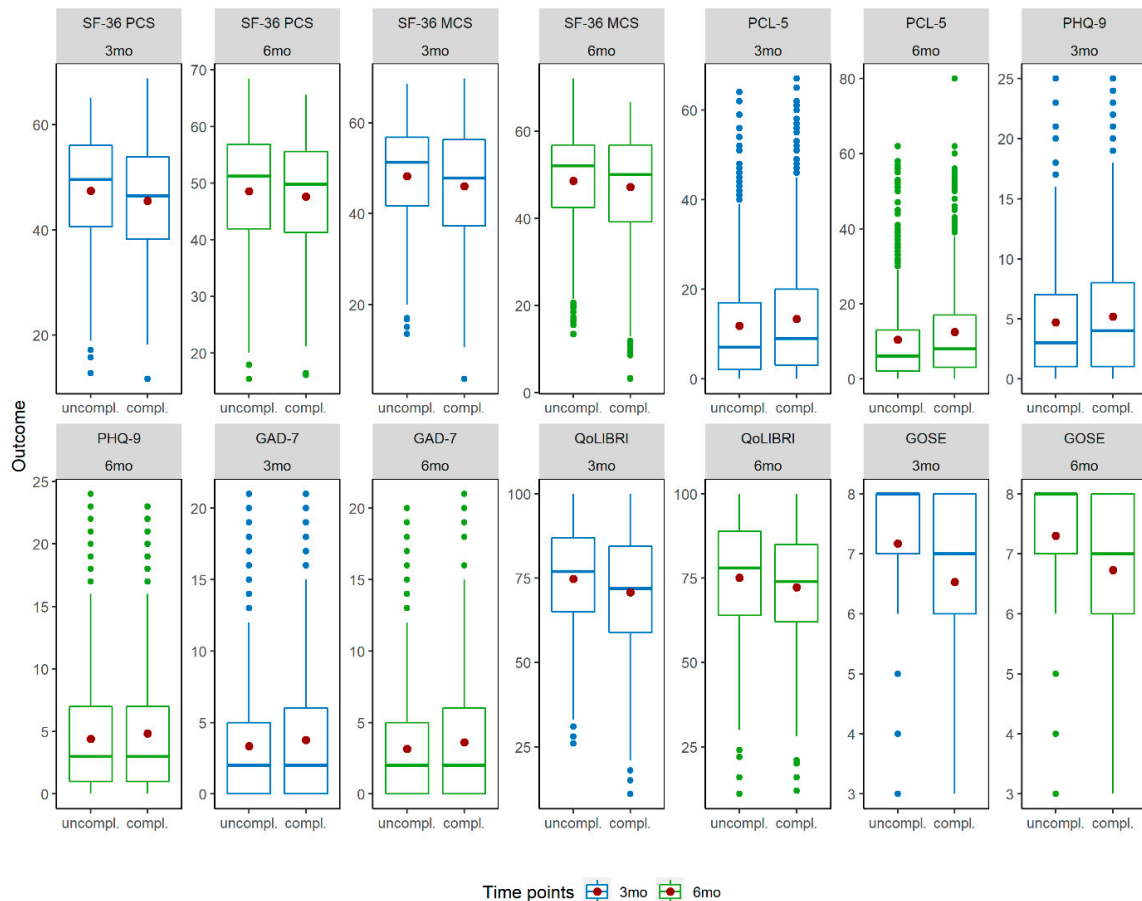 SF-36 PCS SF-36 PCS SF-36 MCS SF-36 MCS PCL-5 PCL-5 PHQ-9
3mo 6mo 3mo 6mo 3mo 6mo 3mo
60 40 20
70 60 50 40 30 20
60 40 20
60 40 20 0
60 40 20 0
80 60 40 20 0
25 20 15 10 5 0
uncompl. compl. uncompl. compl. uncompl. compl. uncompl. compl. uncompl. compl. uncompl. compl. uncompl. compl.
Outcome
PHQ-9 GAD-7 GAD-7 QoLIBRI QoLIBRI GOSE GOSE
6mo 3mo 6mo 3mo 6mo 3mo 6mo
25 20 15 10 5 0
20 15 10 5 0
20 15 10 5 0
100 75 50 25
100 75 50 25
8 7 6 5 4 3
8 7 6 5 4 3
uncompl. compl. uncompl. compl. uncompl. compl. uncompl. compl. uncompl. compl. uncompl. compl. uncompl. compl.
Time points 3mo 6mo